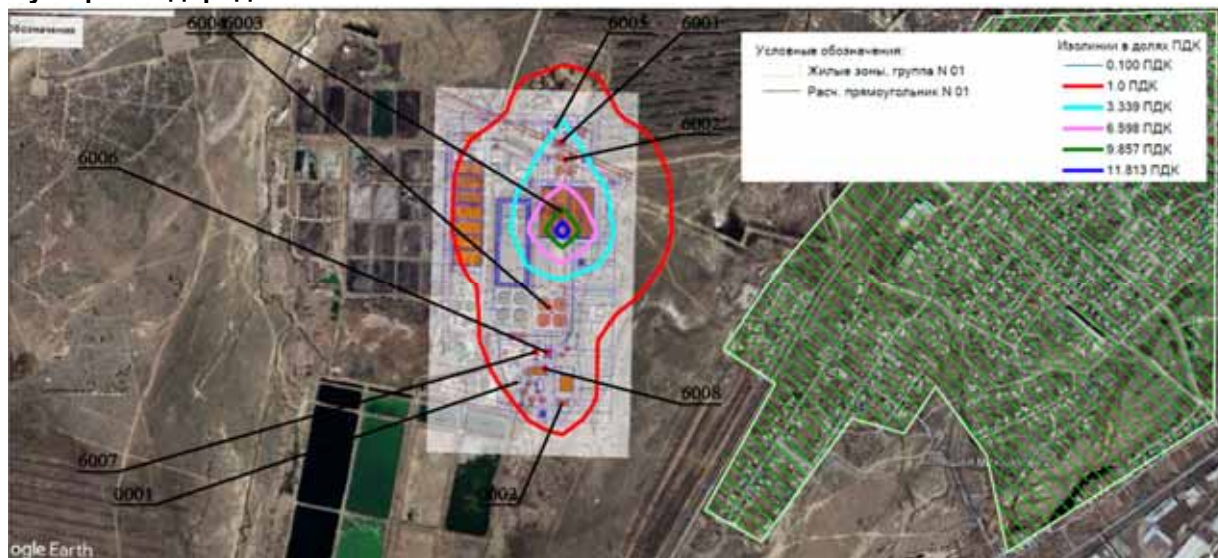 Обозначения
6003
6005
6001
6002
6006
6008
6007
0001
0002
Условные обозначения:
Жилые зоны, группа N 01
Расч. прямоугольник N 01
Изолинии в долях ПДК
0.100 ПДК
1.0 ПДК
3.339 ПДК
6.598 ПДК
9.857 ПДК
11.813 ПДК
ogle Earth